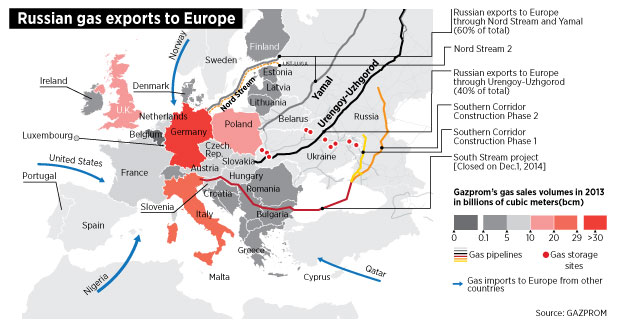 Russian gas exports to Europe
Russian exports to Europe
through Nord Stream and Yamal
(60% of total)
Nord Stream 2
Russian exports to Europe
through Urengoy-Uzhgorod
(40% of total)
Southern Corridor
Construction Phase 2
Southern Corridor
Construction Phase 1
South Stream project
[Closed on Dec.1, 2014]
Norway
Sweden
Finland
UST-LUGA
Estonia
Latvia
Lithuania
Nord Stream
Yamal
Urengoy-Uzhgorod
Ireland
Denmark
U.K.
Netherlands
Belgium
Germany
Poland
Belarus
Russia
Luxembourg
Czech.
Rep.
Slovakia
Ukraine
United States
France
Austria
Hungary
Portugal
Slovenia
Croatia
Romania
Spain
Italy
Bulgaria
Greece
Nigeria
Malta
Cyprus
Qatar
Gazprom's gas sales volumes in 2013
in billions of cubic meters(bcm)
0 0.1 5 10 20 29 >30
Gas pipelines
Gas storage
sites
Gas imports to Europe from other
countries
Source: GAZPROM